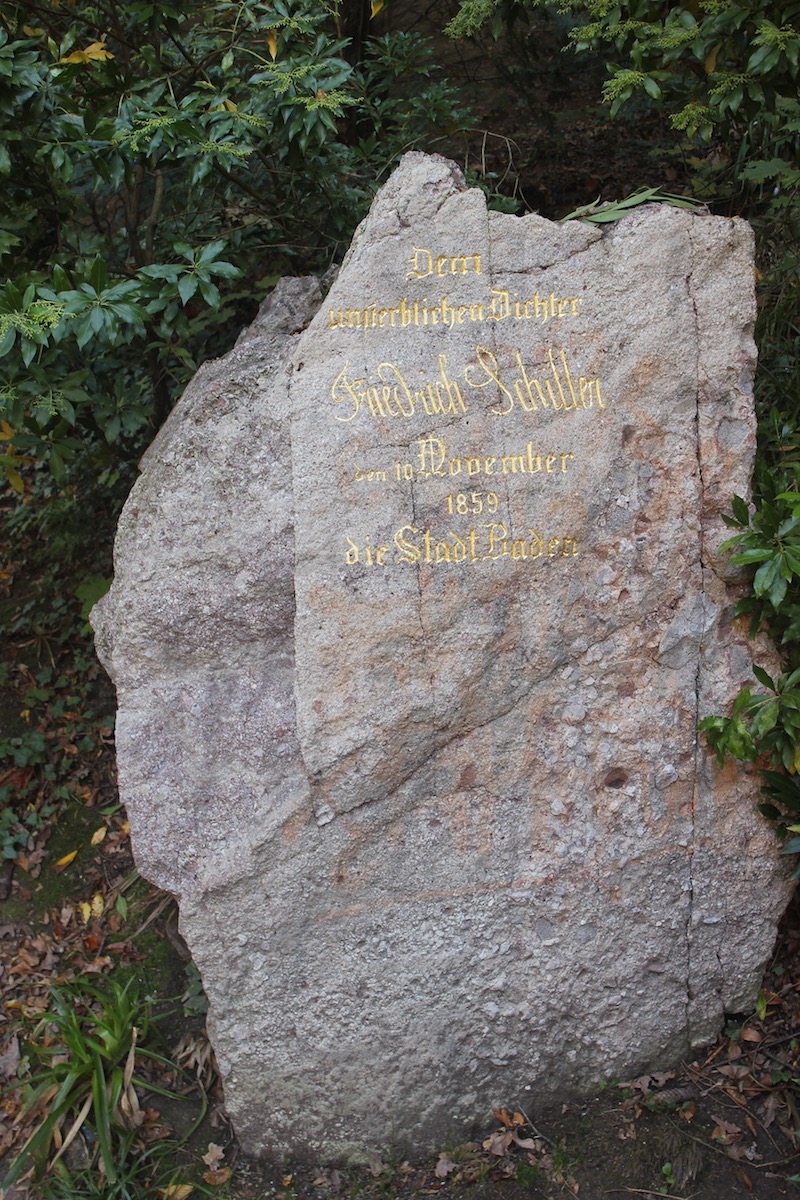 Dem
unsterblichen Dichter
Friedrich Schiller
den 10 November
1859
die Stadt Baden